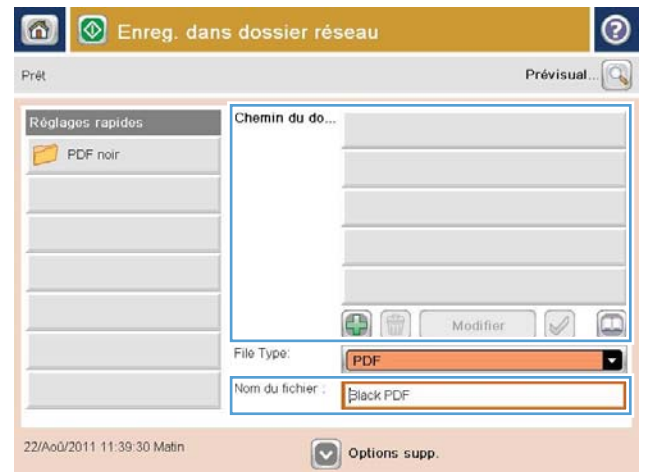 Enreg. dans dossier réseau
Prêt
Prévisual...
Réglages rapides
PDF noir
Chemin du do...
Modifier
File Type:
PDF
Nom du fichier :
Black PDF
22/Aoû/2011 11:39:30 Matin
Options supp.